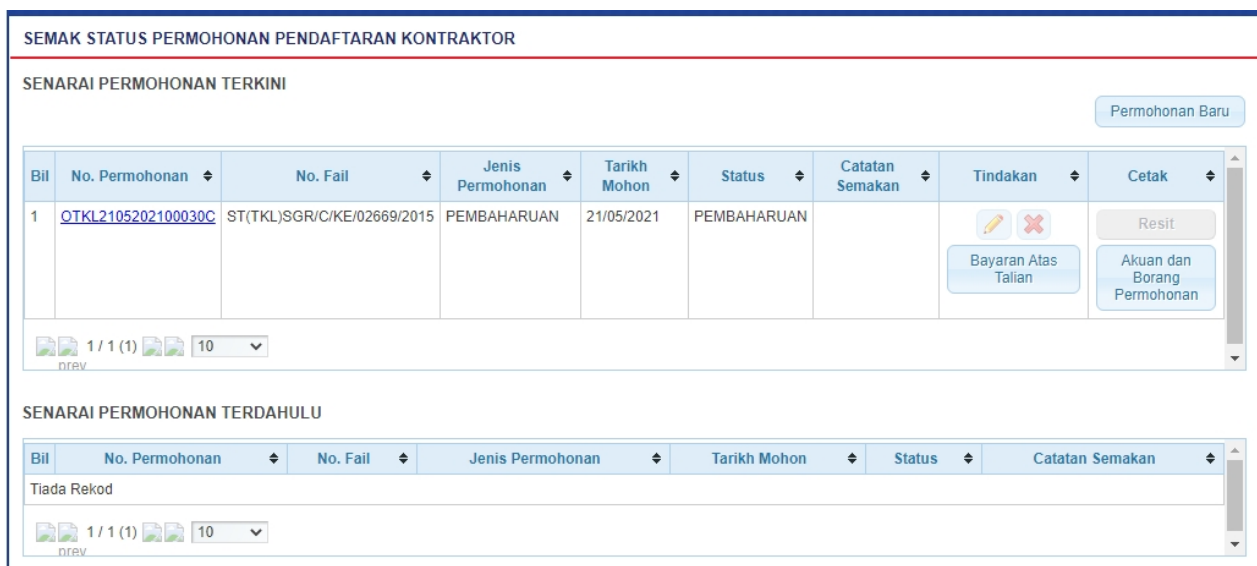 SEMAK STATUS PERMOHONAN PENDAFTARAN KONTRAKTOR
SENARAI PERMOHONAN TERKINI
Permohonan Baru
Bil No. Permohonan No. Fail Jenis Permohonan Tarikh Mohon Status Catatan Semakan Tindakan Cetak
1 OTKL2105202100030C ST(TKL)SGR/C/KE/02669/2015 PEMBAHARUAN 21/05/2021 PEMBAHARUAN Resit
Bayaran Atas Talian Akuan dan Borang Permohonan
1 / 1 (1) 10
prev
SENARAI PERMOHONAN TERDAHULU
Bil No. Permohonan No. Fail Jenis Permohonan Tarikh Mohon Status Catatan Semakan
Tiada Rekod
1 / 1 (1) 10
prev